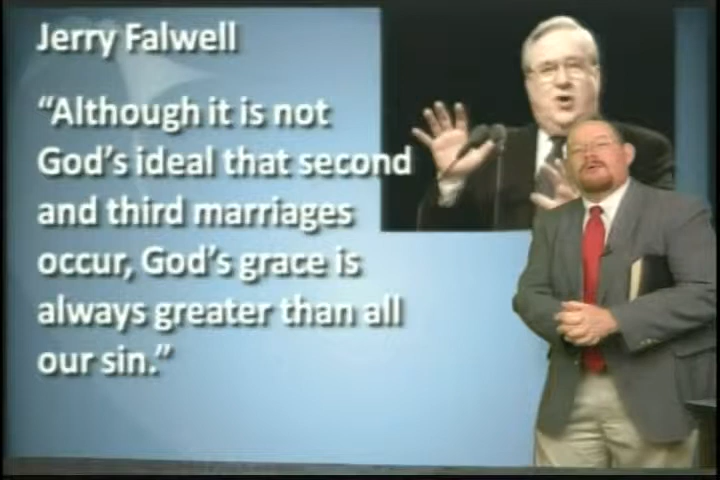 Jerry Falwell
“Although it is not
God’s ideal that second
and third marriages
occur, God’s grace is
always greater than all
our sin.”